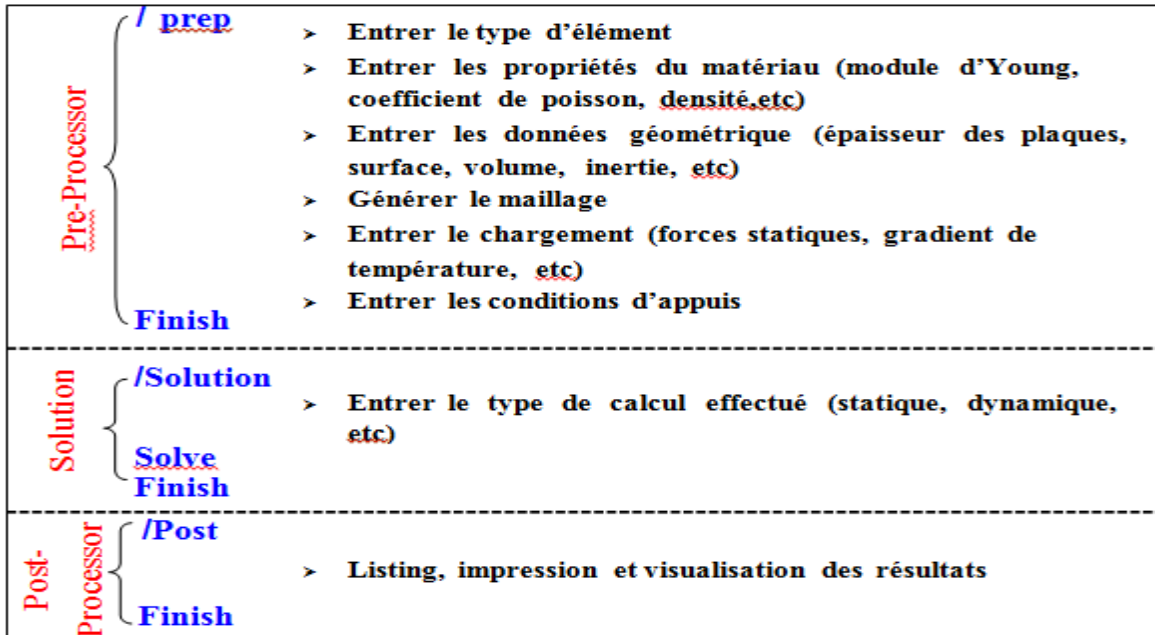 / prep
➢ Entrer le type d'élément
➢ Entrer les propriétés du matériau (module d'Young,
coefficient de poisson, densité,etc)
➢ Entrer les données géométrique (épaisseur des plaques,
surface, volume, inertie, etc)
➢ Générer le maillage
➢ Entrer le chargement (forces statiques, gradient de
température, etc)
➢ Entrer les conditions d'appuis
Finish
Pre-Processor
/Solution
➢ Entrer le type de calcul effectué (statique, dynamique,
etc)
Solve
Finish
Solution
/Post
➢ Listing, impression et visualisation des résultats
Finish
Post-
Processor